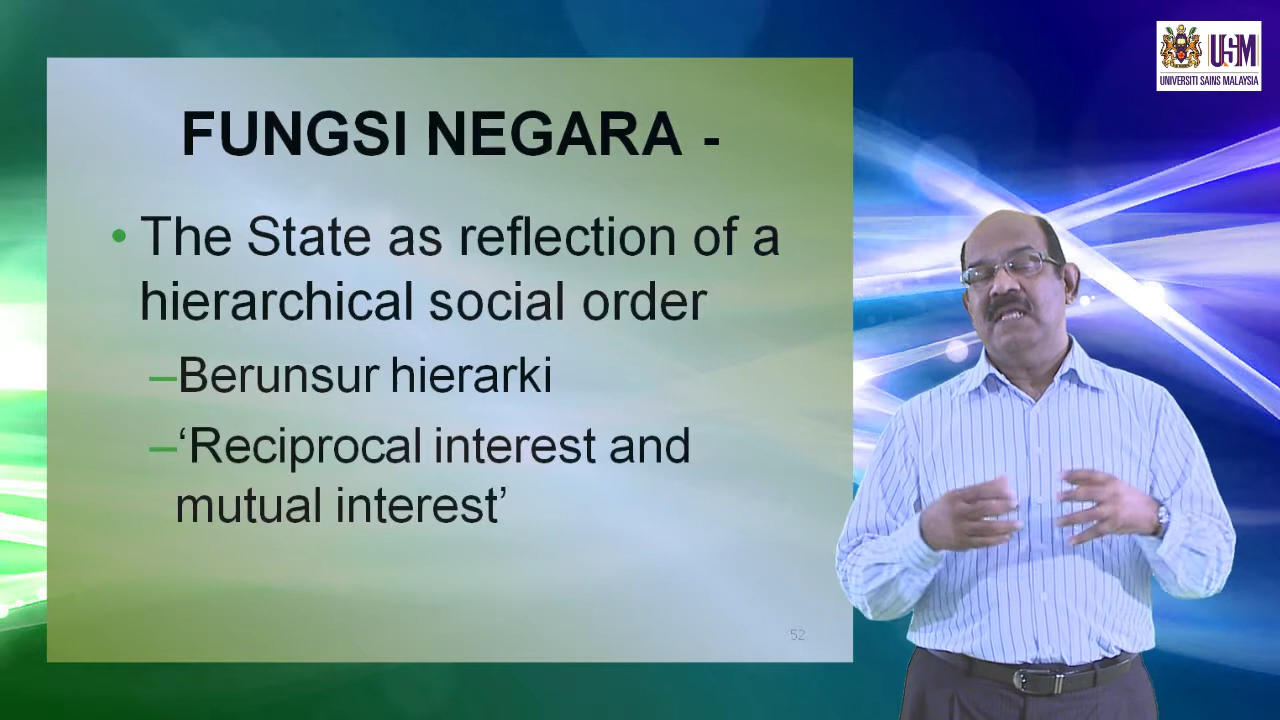 USM
UNIVERSITI SAINS MALAYSIA
FUNGSI NEGARA -
• The State as reflection of a
hierarchical social order
–Berunsur hierarki
–‘Reciprocal interest and
mutual interest’
52